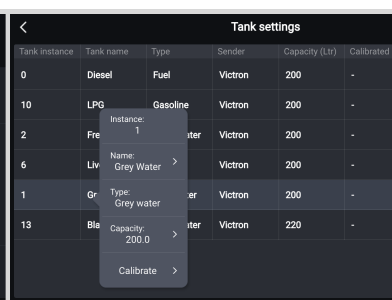 Tank settings
Tank instance Tank name Type Sender Capacity (Ltr) Calibrated
0 Diesel Fuel Victron 200 -
10 LPG Gasoline Victron 200 -
Instance:
1
2 Fre ater Victron 200 -
Name:
Grey Water
6 Liv Victron 200 -
Type:
Grey water
1 Gr ter Victron 200 -
Capacity:
200.0
13 Bla ter Victron 220 -
Calibrate